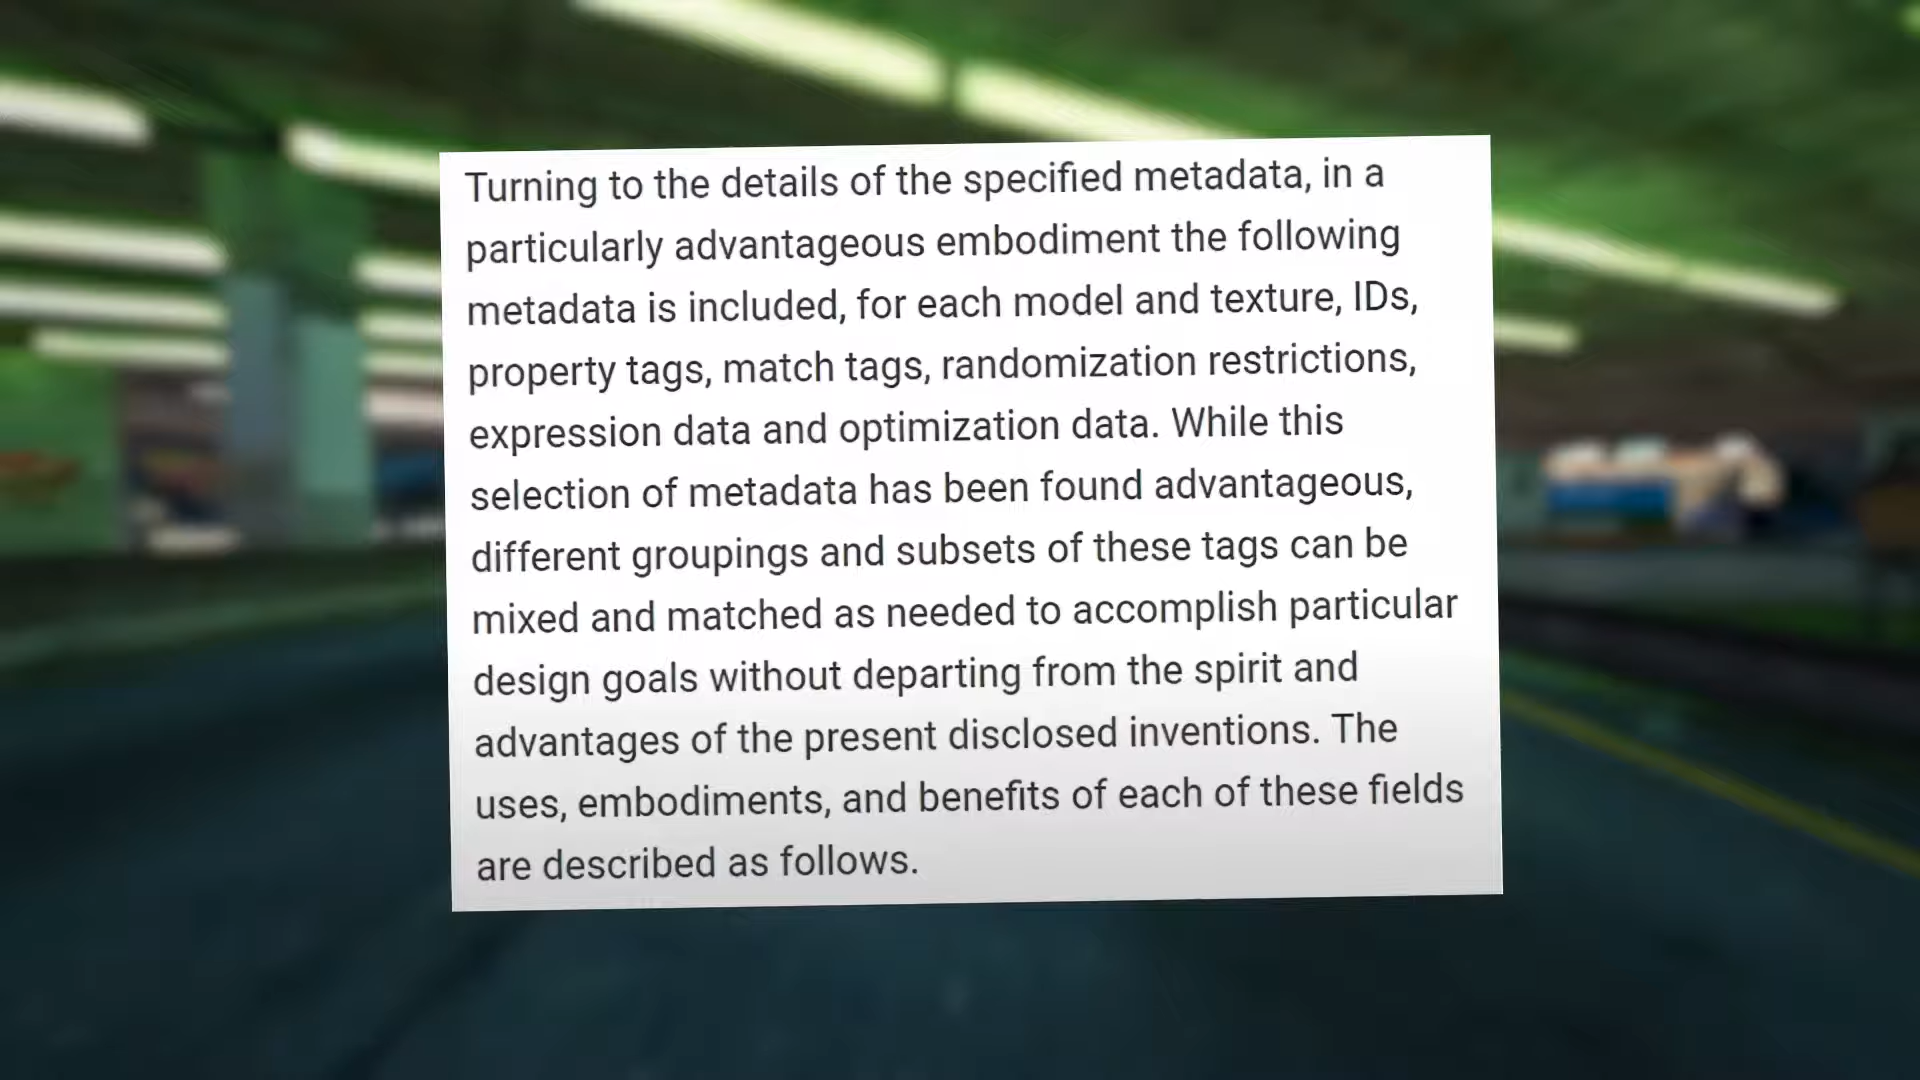 Turning to the details of the specified metadata, in a
particularly advantageous embodiment the following
metadata is included, for each model and texture, IDs,
property tags, match tags, randomization restrictions,
expression data and optimization data. While this
selection of metadata has been found advantageous,
different groupings and subsets of these tags can be
mixed and matched as needed to accomplish particular
design goals without departing from the spirit and
advantages of the present disclosed inventions. The
uses, embodiments, and benefits of each of these fields
are described as follows.